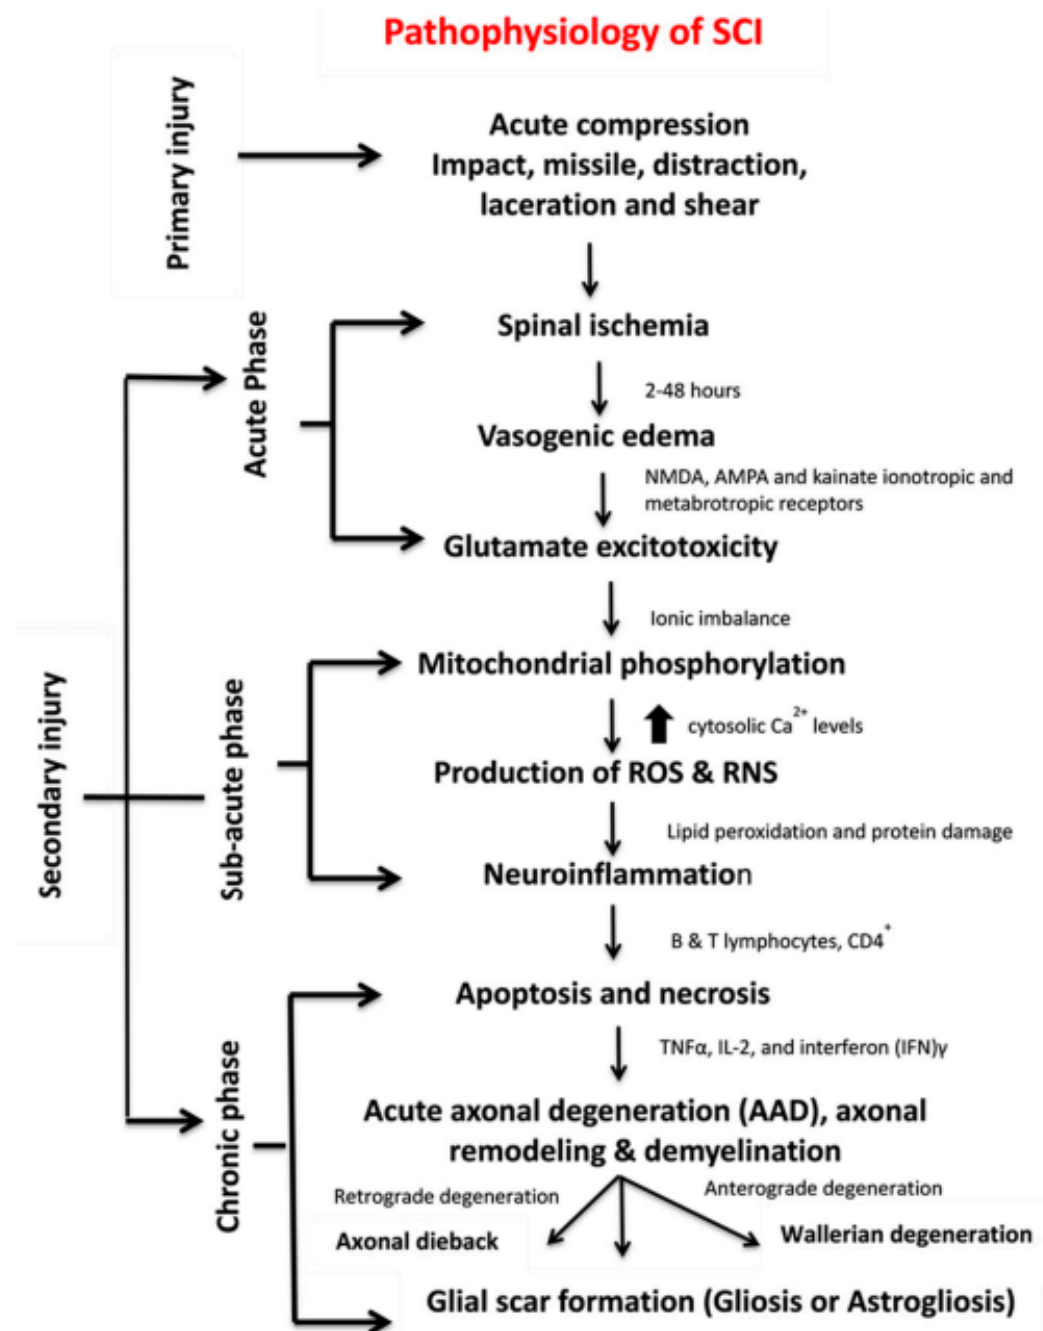 Pathophysiology of SCI
Primary injury
Acute compression
Impact, missile, distraction,
laceration and shear
Acute Phase
Spinal ischemia
2-48 hours
Vasogenic edema
NMDA, AMPA and kainate ionotropic and
metabrotropic receptors
Glutamate excitotoxicity
Ionic imbalance
Secondary injury
Sub-acute phase
Mitochondrial phosphorylation
cytosolic Ca²⁺ levels
Production of ROS & RNS
Lipid peroxidation and protein damage
Neuroinflammation
B & T lymphocytes, CD4⁺
Chronic phase
Apoptosis and necrosis
TNFα, IL-2, and interferon (IFN)γ
Acute axonal degeneration (AAD), axonal
remodeling & demyelination
Retrograde degeneration
Anterograde degeneration
Axonal dieback
Wallerian degeneration
Glial scar formation (Gliosis or Astrogliosis)